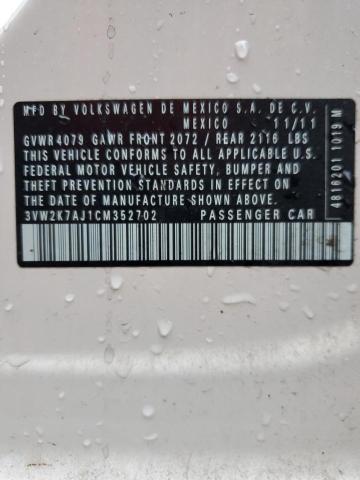 MFD BY VOLKSWAGEN DE MEXICO S.A. DE C.V.
MEXICO 11/11
GVWR 4079 GAWR FRONT 2072 / REAR 2116 LBS
THIS VEHICLE CONFORMS TO ALL APPLICABLE U.S.
FEDERAL MOTOR VEHICLE SAFETY, BUMPER AND
THEFT PREVENTION STANDARDS IN EFFECT ON
THE DATE OF MANUFACTURE SHOWN ABOVE
3VW2K7AJ1CM352702 PASSENGER CAR
4816201 4019 M